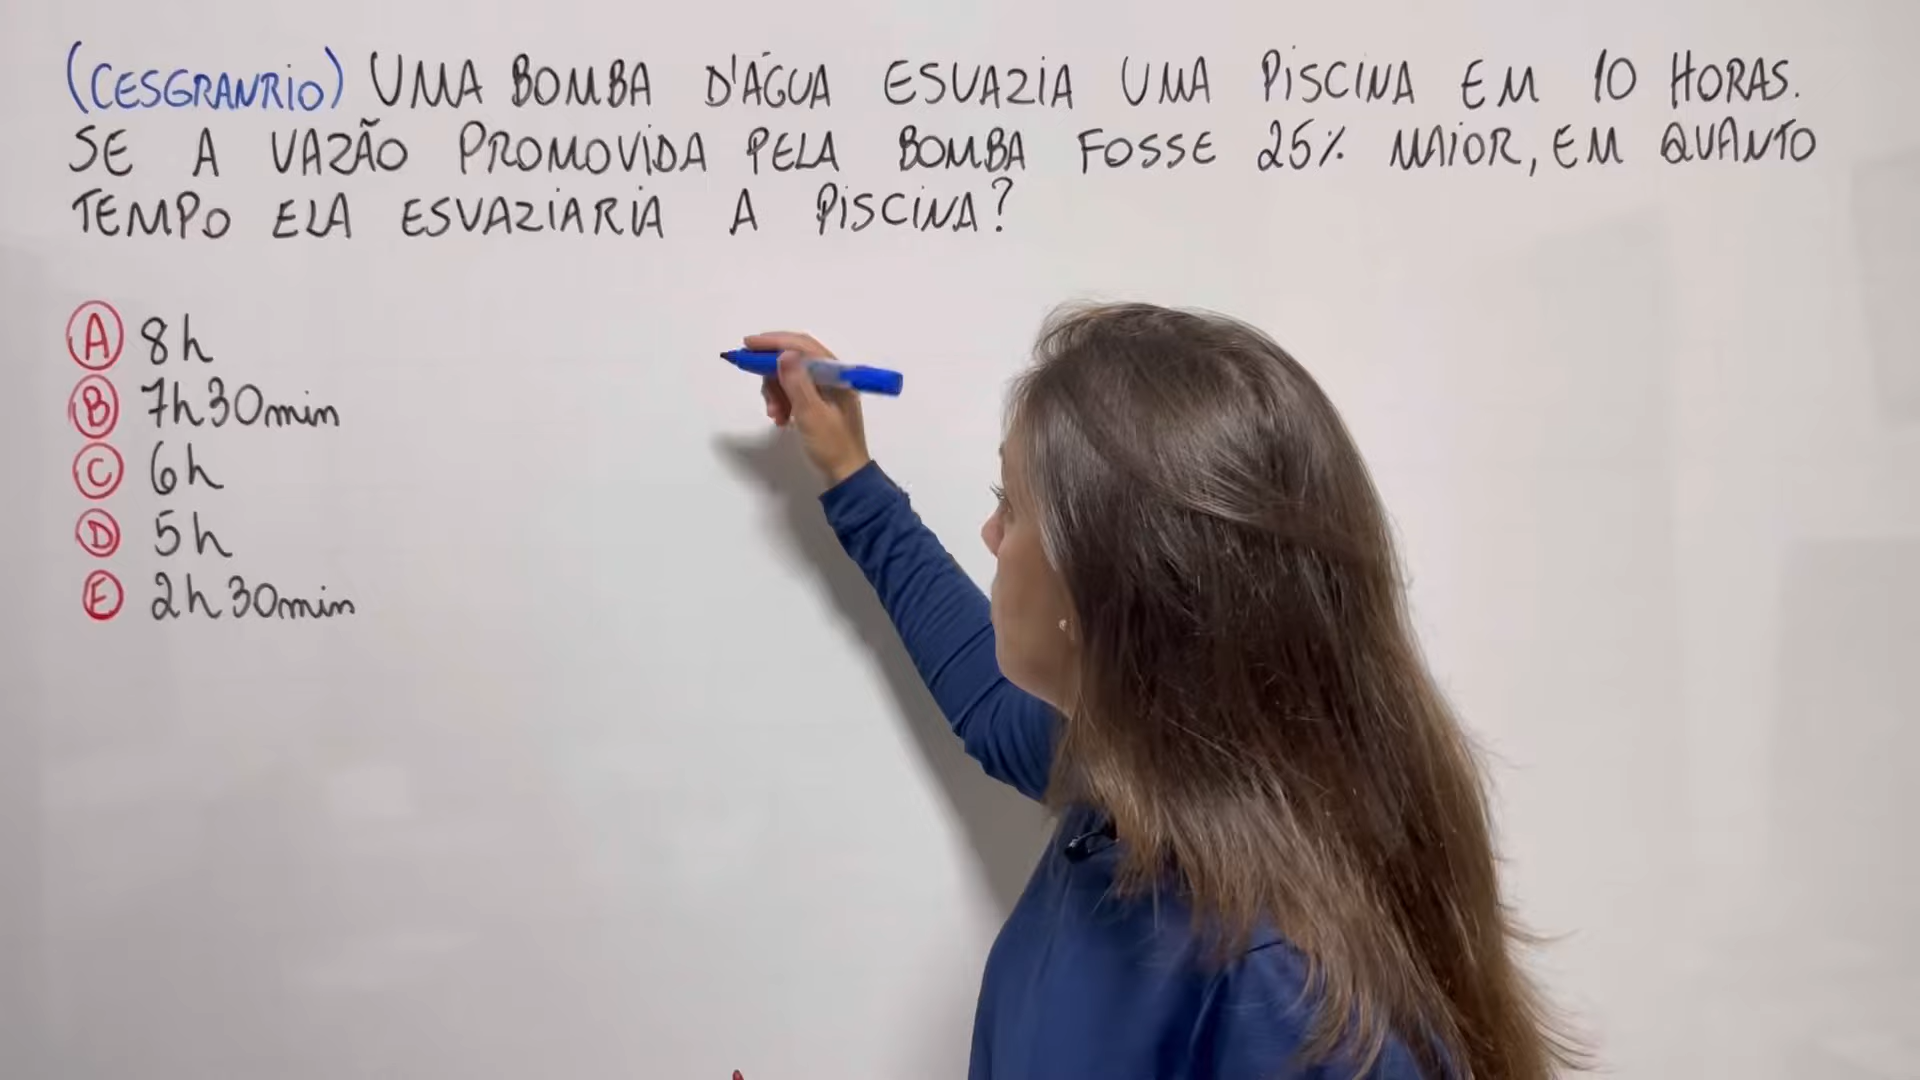 (CESGRANRIO) UMA BOMBA D'ÁGUA ESVAZIA UMA PISCINA EM 10 HORAS.
SE A VAZÃO PROMOVIDA PELA BOMBA FOSSE 25% MAIOR, EM QUANTO
TEMPO ELA ESVAZIARIA A PISCINA?
A 8h
B 7h30min
C 6h
D 5h
E 2h30min